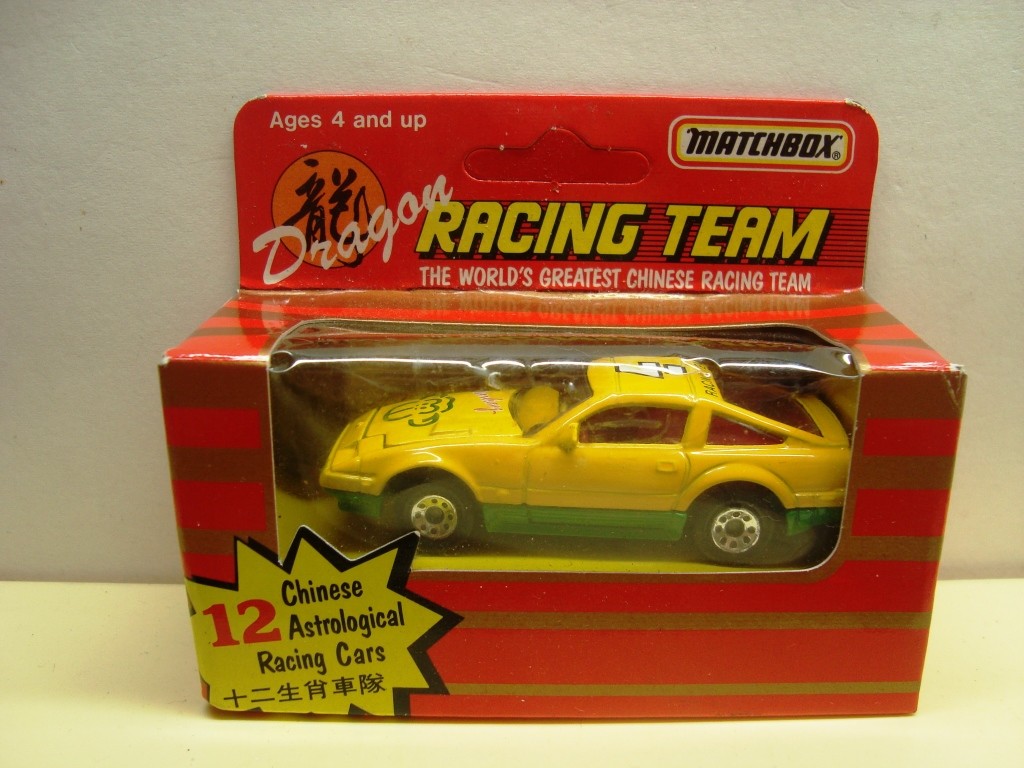 Ages 4 and up
MATCHBOX®
龍
Dragon
RACING TEAM
THE WORLD'S GREATEST CHINESE RACING TEAM
12 Chinese
Astrological
Racing Cars
十二生肖車隊